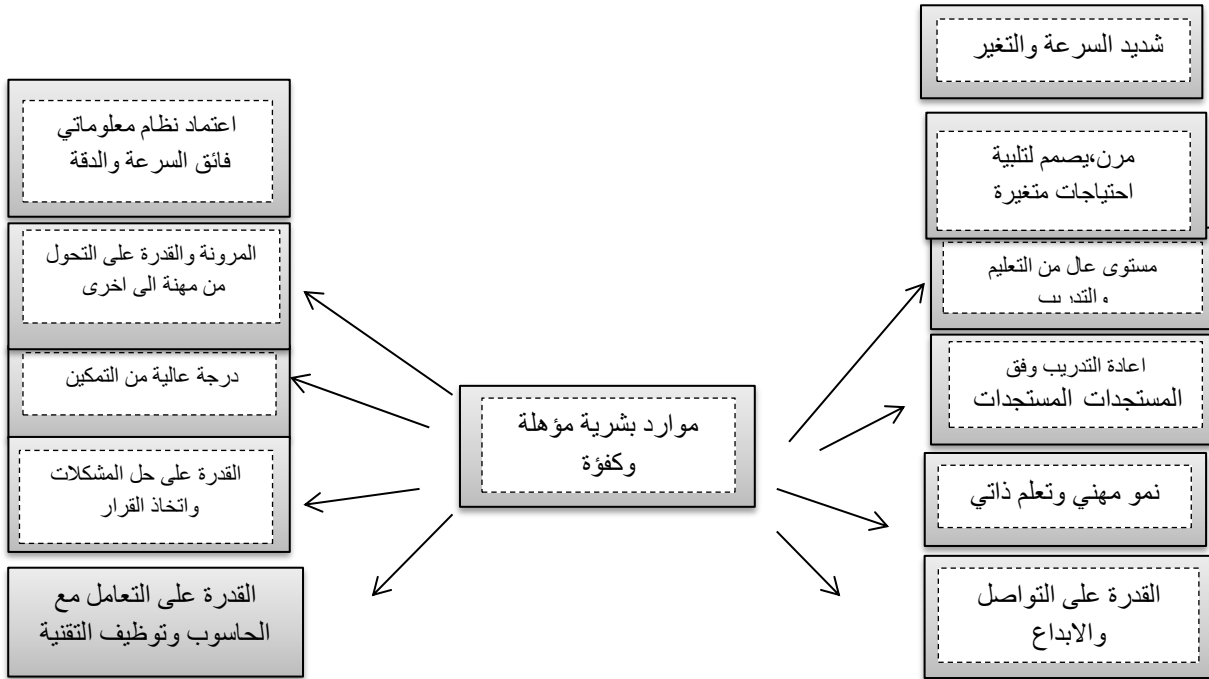 شديد السرعة والتغير
مرن،يصمم لتلبية
احتياجات متغيرة
مستوى عال من التعليم
والتدريب
اعادة التدريب وفق
المستجدات المستجدات
نمو مهني وتعلم ذاتي
القدرة على التواصل
والابداع
موارد بشرية مؤهلة
وكفؤة
اعتماد نظام معلوماتي
فائق السرعة والدقة
المرونة والقدرة على التحول
من مهنة الى اخرى
درجة عالية من التمكين
القدرة على حل المشكلات
واتخاذ القرار
القدرة على التعامل مع
الحاسوب وتوظيف التقنية